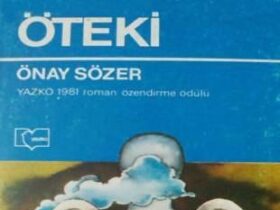 ÖTEKİ
ÖNAY SÖZER
YAZKO 1981 roman özendirme ödülü